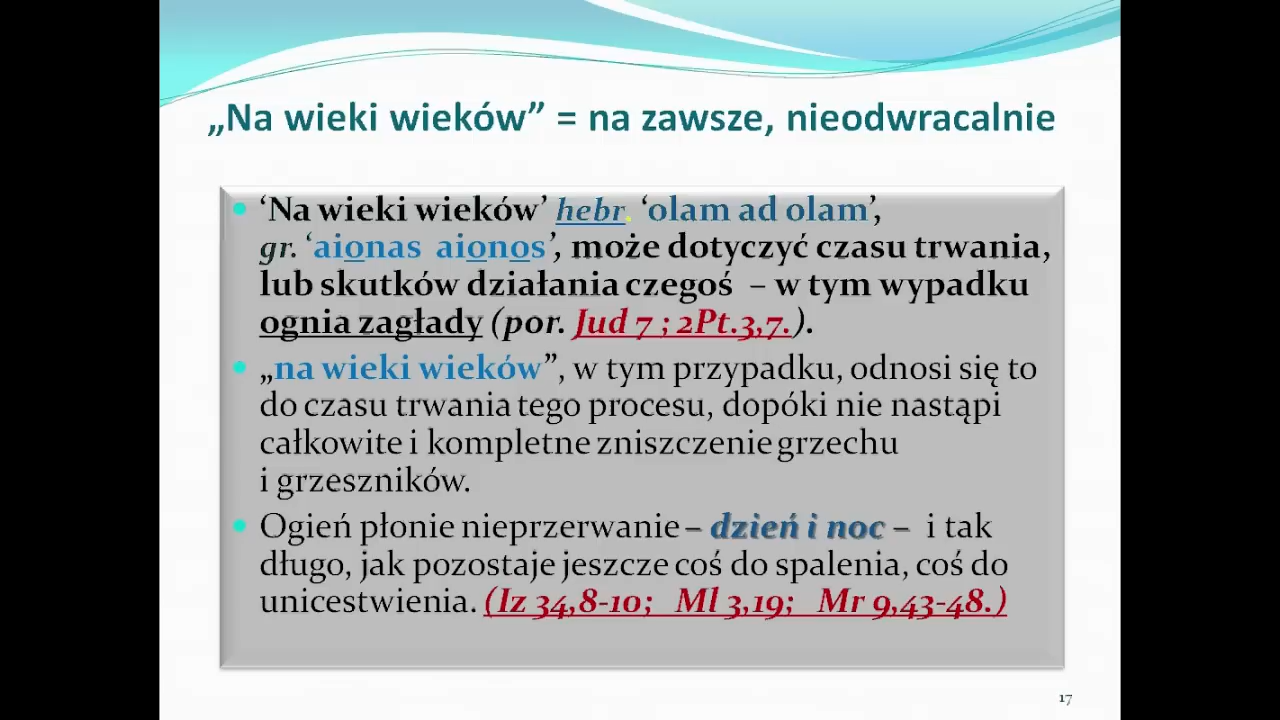 „Na wieki wieków” = na zawsze, nieodwracalnie
• ‘Na wieki wieków’ hebr. ‘olam ad olam’,
gr. ‘aionas aionos’, może dotyczyć czasu trwania,
lub skutków działania czegoś – w tym wypadku
ognia zagłady (por. Jud 7 ; 2Pt.3,7.).
• „na wieki wieków”, w tym przypadku, odnosi się to
do czasu trwania tego procesu, dopóki nie nastąpi
całkowite i kompletne zniszczenie grzechu
i grzeszników.
• Ogień płonie nieprzerwanie – dzień i noc – i tak
długo, jak pozostaje jeszcze coś do spalenia, coś do
unicestwienia. (Iz 34,8-10; Ml 3,19; Mr 9,43-48.)
17